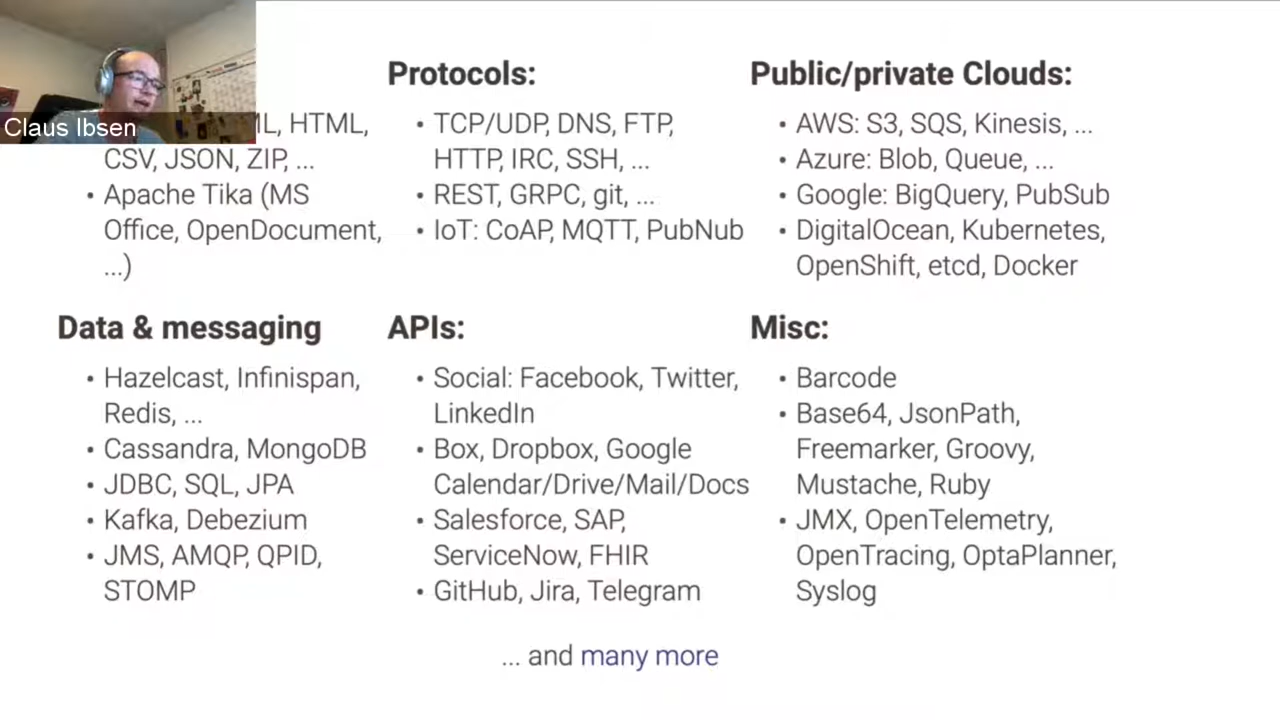 Claus Ibsen
HTML,
CSV, JSON, ZIP, ...
• Apache Tika (MS
Office, OpenDocument,
...)
Protocols:
• TCP/UDP, DNS, FTP,
HTTP, IRC, SSH, ...
• REST, GRPC, git, ...
• IoT: CoAP, MQTT, PubNub
Public/private Clouds:
• AWS: S3, SQS, Kinesis, ...
• Azure: Blob, Queue, ...
• Google: BigQuery, PubSub
• DigitalOcean, Kubernetes,
OpenShift, etcd, Docker
Data & messaging
• Hazelcast, Infinispan,
Redis, ...
• Cassandra, MongoDB
• JDBC, SQL, JPA
• Kafka, Debezium
• JMS, AMQP, QPID,
STOMP
APIs:
• Social: Facebook, Twitter,
LinkedIn
• Box, Dropbox, Google
Calendar/Drive/Mail/Docs
• Salesforce, SAP,
ServiceNow, FHIR
• GitHub, Jira, Telegram
Misc:
• Barcode
• Base64, JsonPath,
Freemarker, Groovy,
Mustache, Ruby
• JMX, OpenTelemetry,
OpenTracing, OptaPlanner,
Syslog
... and many more